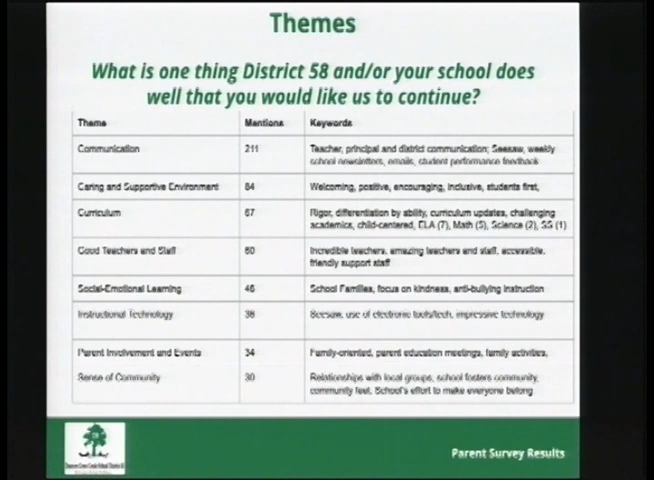 Themes
What is one thing District 58 and/or your school does
well that you would like us to continue?
Theme Mentions Keywords
Communication 211 Teacher, principal and district communication; Seesaw, weekly
school newsletters, emails, student performance feedback
Caring and Supportive Environment 84 Welcoming, positive, encouraging, inclusive, students first,
Curriculum 67 Rigor, differentiation by ability, curriculum updates, challenging
academics, child-centered, ELA (7), Math (5), Science (2), SS (1)
Good Teachers and Staff 60 Incredible teachers, amazing teachers and staff, accessible,
friendly support staff
Social-Emotional Learning 46 School Families, focus on kindness, anti-bullying instruction
Instructional Technology Seesaw, use of electronic tools/tech, impressive technology
Parent Involvement and Events 34 Family-oriented, parent education meetings, family activities,
Sense of Community 30 Relationships with local groups, school fosters community,
community feel, School's effort to make everyone belong
Parent Survey Results